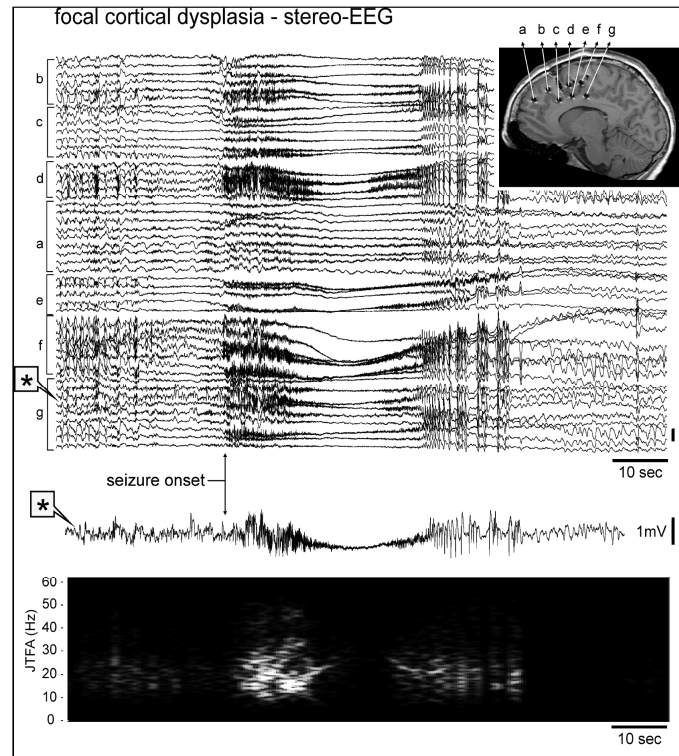 focal cortical dysplasia - stereo-EEG
a b c d e f g
b
c
d
a
e
f
*
g
10 sec
seizure onset
*
1mV
60
50
40
30
20
10
0
JTFA (Hz)
10 sec